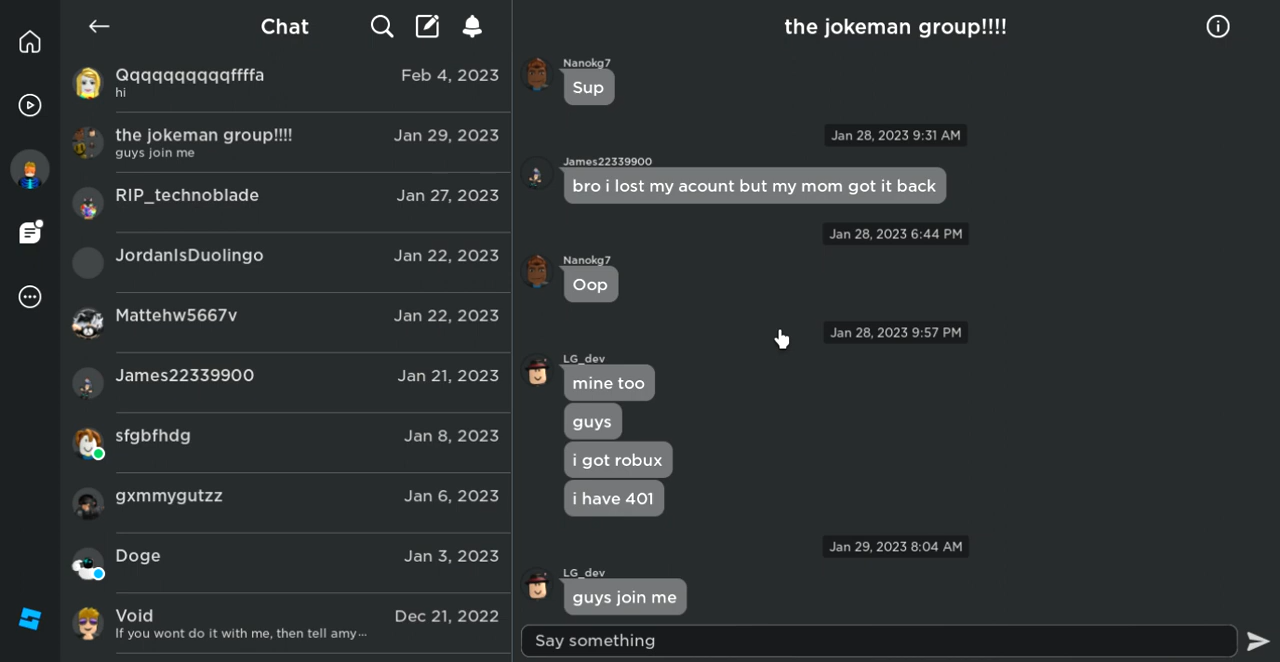 Chat
Qqqqqqqqqqffffa Feb 4, 2023
hi
the jokeman group!!!! Jan 29, 2023
guys join me
RIP_technoblade Jan 27, 2023
JordanIsDuolingo Jan 22, 2023
Mattehw5667v Jan 22, 2023
James22339900 Jan 21, 2023
sfgbfhdg Jan 8, 2023
gxmmygutzz Jan 6, 2023
Doge Jan 3, 2023
Void Dec 21, 2022
If you wont do it with me, then tell amy...
the jokeman group!!!!
Nanokg7
Sup
Jan 28, 2023 9:31 AM
James22339900
bro i lost my acount but my mom got it back
Jan 28, 2023 6:44 PM
Nanokg7
Oop
Jan 28, 2023 9:57 PM
LG_dev
mine too
guys
i got robux
i have 401
Jan 29, 2023 8:04 AM
LG_dev
guys join me
Say something